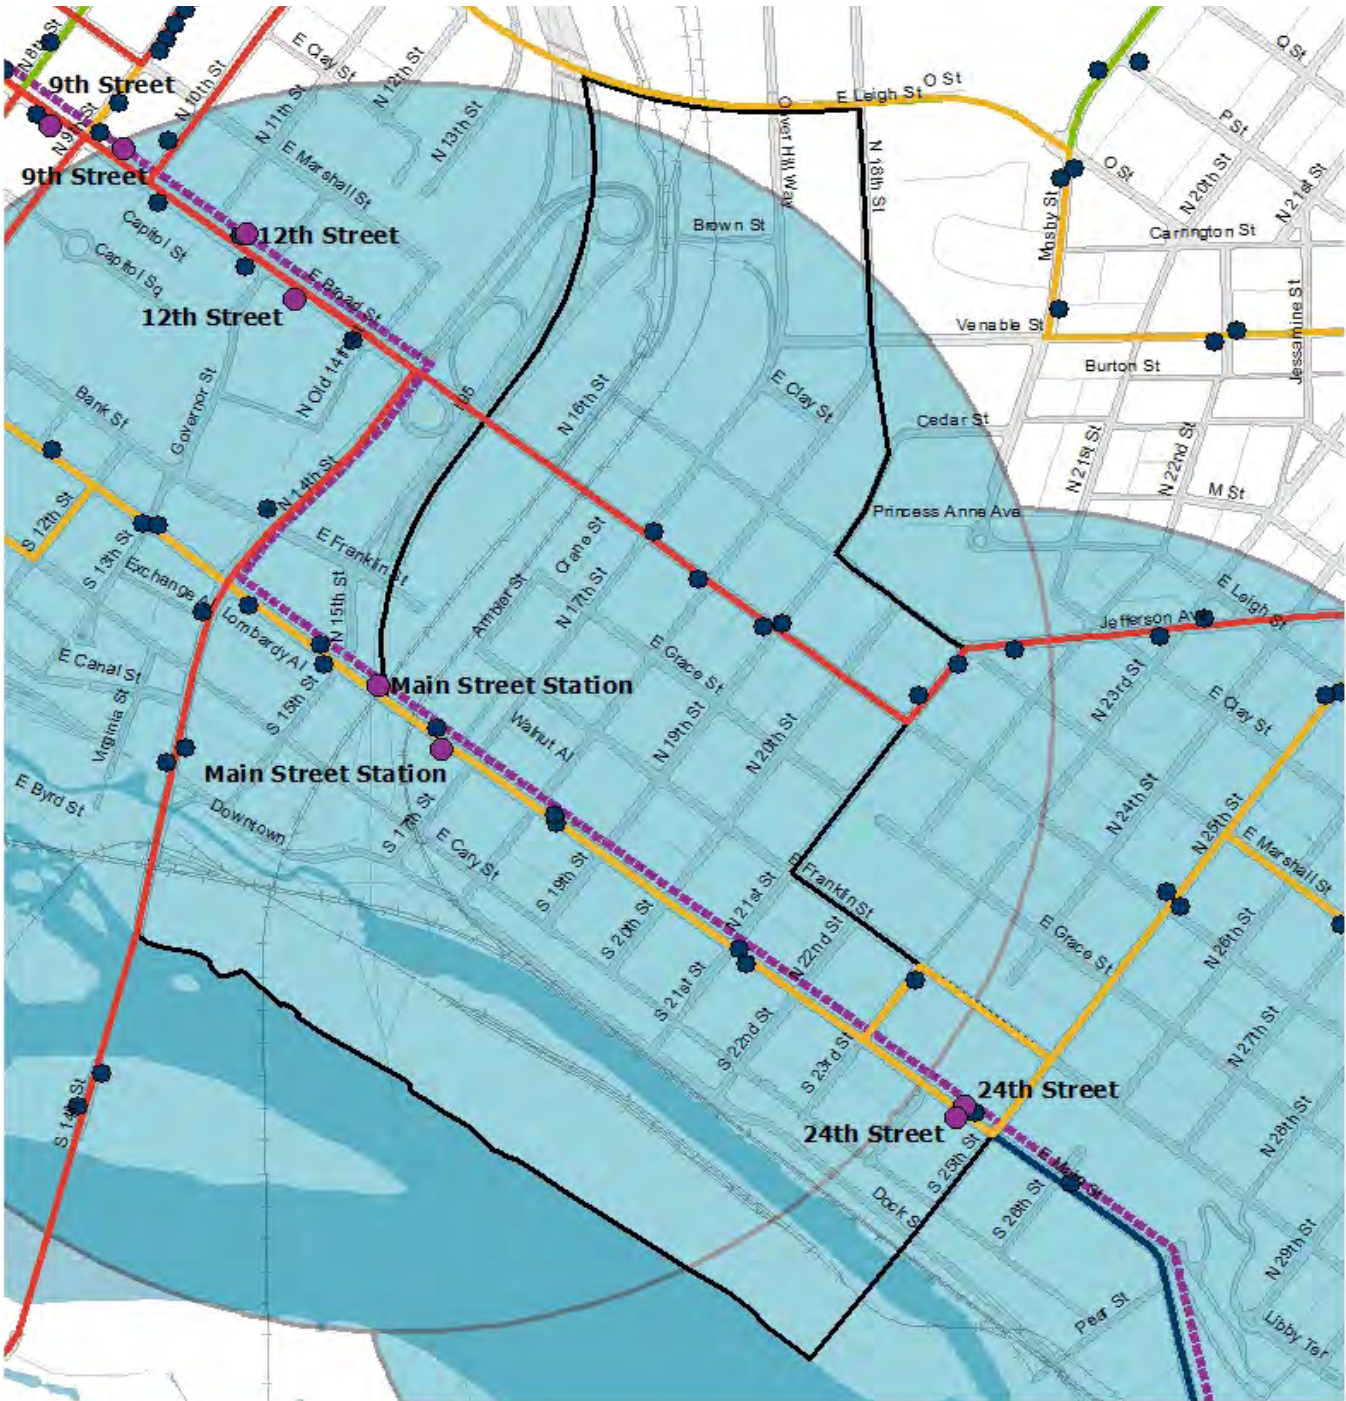 N 8th St
E Clay St
N 12th St
O St
O St
9th Street
N 10th St
N 11th St
N 13th St
E Leigh St
Oliver Hill Way
P St
N 9th St
9th Street
E Marshall St
N 18th St
O St
N 20th St
N 21st St
Capitol St
12th Street
Brown St
Mosby St
Carrington St
Capitol Sq
E Broad St
12th Street
Venable St
Jessamine St
N Old 14th
Burton St
Bank St
Governor St
I95
N 16th St
E Clay St
Cedar St
N 21st St
N 22nd St
N 14th St
M St
S 12th St
Princess Anne Ave
S 13th St
E Franklin St
Crane St
Exchange Al
N 15th St
Ambler St
N 17th St
E Leigh St
Lombardy Al
Jefferson Ave
E Canal St
E Grace St
Main Street Station
N 23rd St
E Clay St
Virginia St
S 15th St
Walnut Al
N 19th St
N 20th St
Main Street Station
E Byrd St
Downtown
S 17th St
N 24th St
N 25th St
E Cary St
E Marshall St
S 19th St
E Franklin St
N 21st St
S 20th St
N 22nd St
E Grace St
N 26th St
S 21st St
S 22nd St
N 27th St
S 23rd St
24th Street
S 14th St
24th Street
N 28th St
S 25th St
E Main St
Dock St
S 26th St
N 29th St
Pear St
Libby Ter